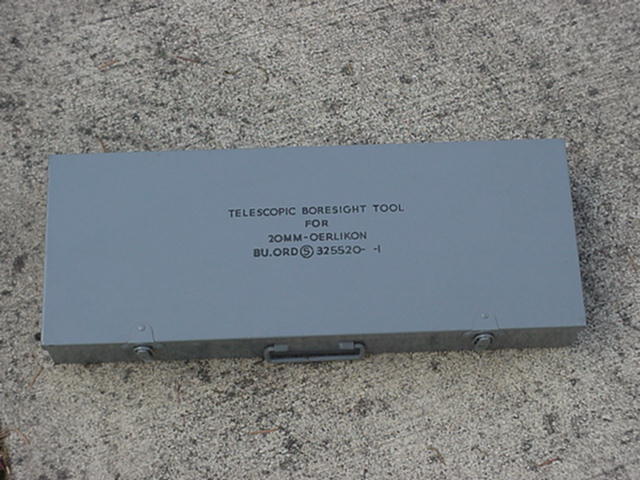 TELESCOPIC BORESIGHT TOOL
FOR
20MM-OERLIKON
BU.ORD Ⓢ 325520- -1